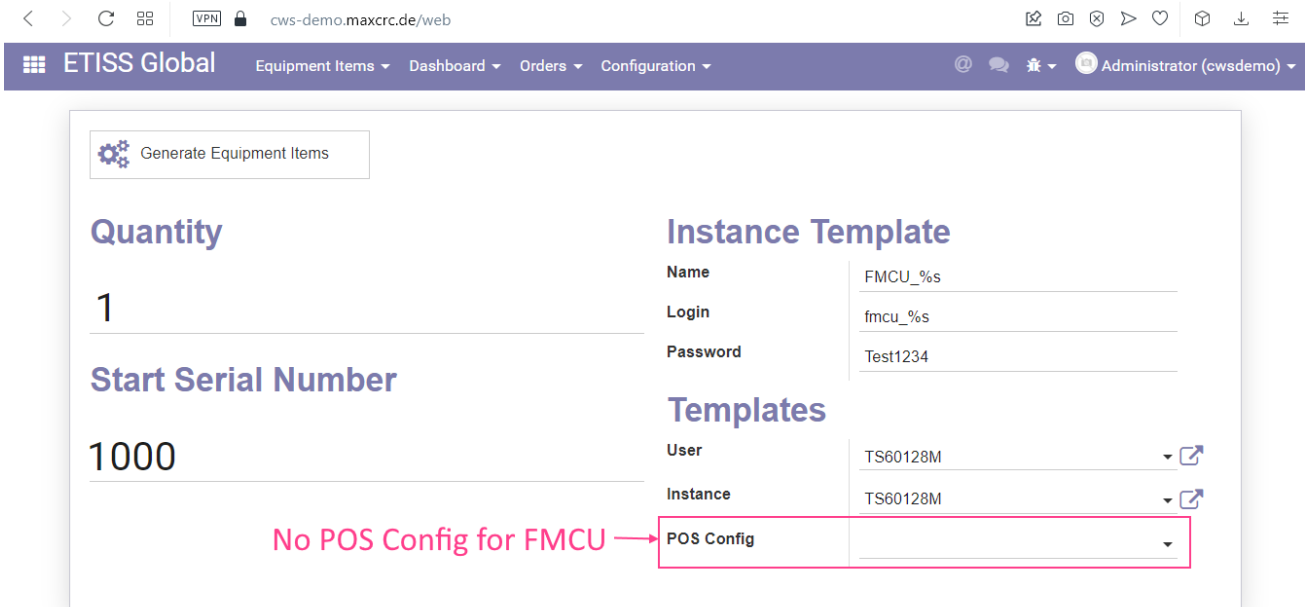 VPN cws-demo.maxcrc.de/web
ETISS Global Equipment Items Dashboard Orders Configuration @ Administrator (cwsdemo)
Generate Equipment Items
Quantity
1
Start Serial Number
1000
Instance Template
Name FMCU_%s
Login fmcu_%s
Password Test1234
Templates
User TS60128M
Instance TS60128M
No POS Config for FMCU
POS Config